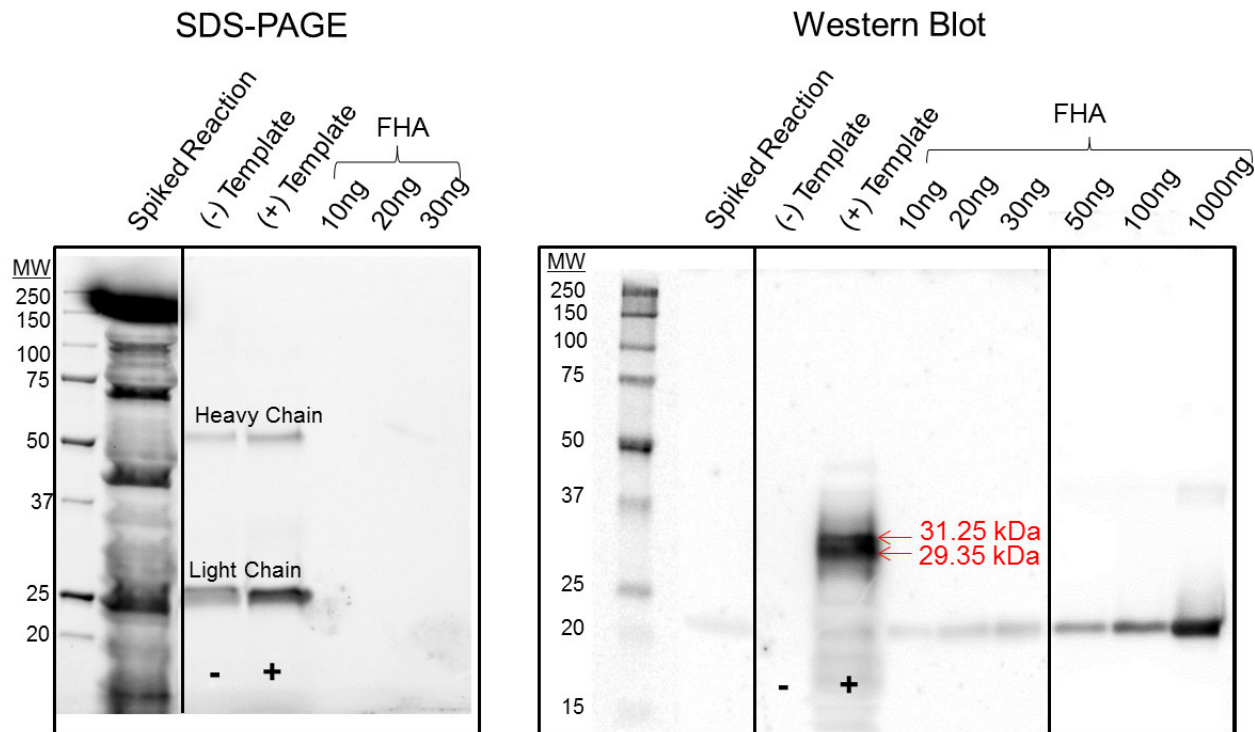 SDS-PAGE
Spiked Reaction
(-) Template
(+) Template
FHA
10ng
20ng
30ng
MW
250
150
100
75
50
37
25
20
Heavy Chain
Light Chain
- +
Western Blot
Spiked Reaction
(-) Template
(+) Template
FHA
10ng
20ng
30ng
50ng
100ng
1000ng
MW
250
150
100
75
50
37
25
20
15
31.25 kDa
29.35 kDa
- +